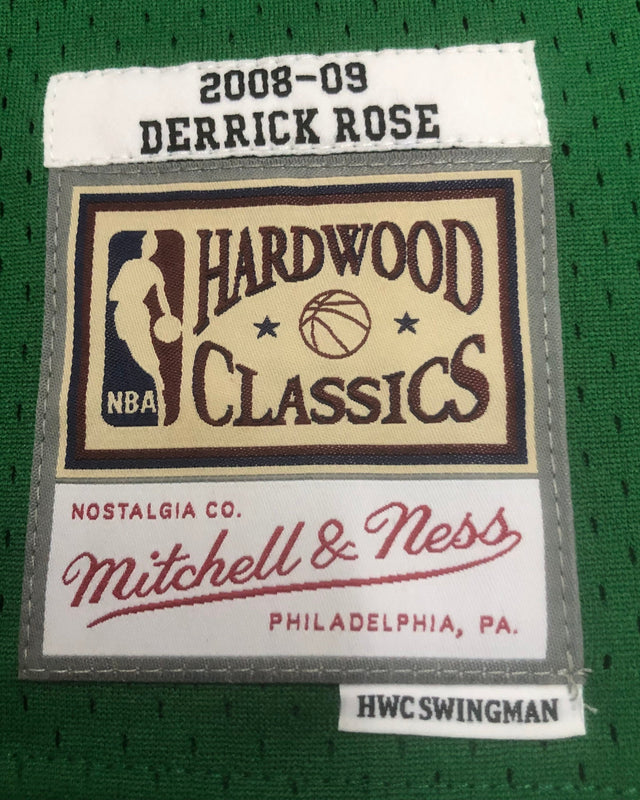 2008-09
DERRICK ROSE
HARDWOOD
CLASSICS
NBA
NOSTALGIA CO.
Mitchell & Ness
PHILADELPHIA, PA.
HWC SWINGMAN